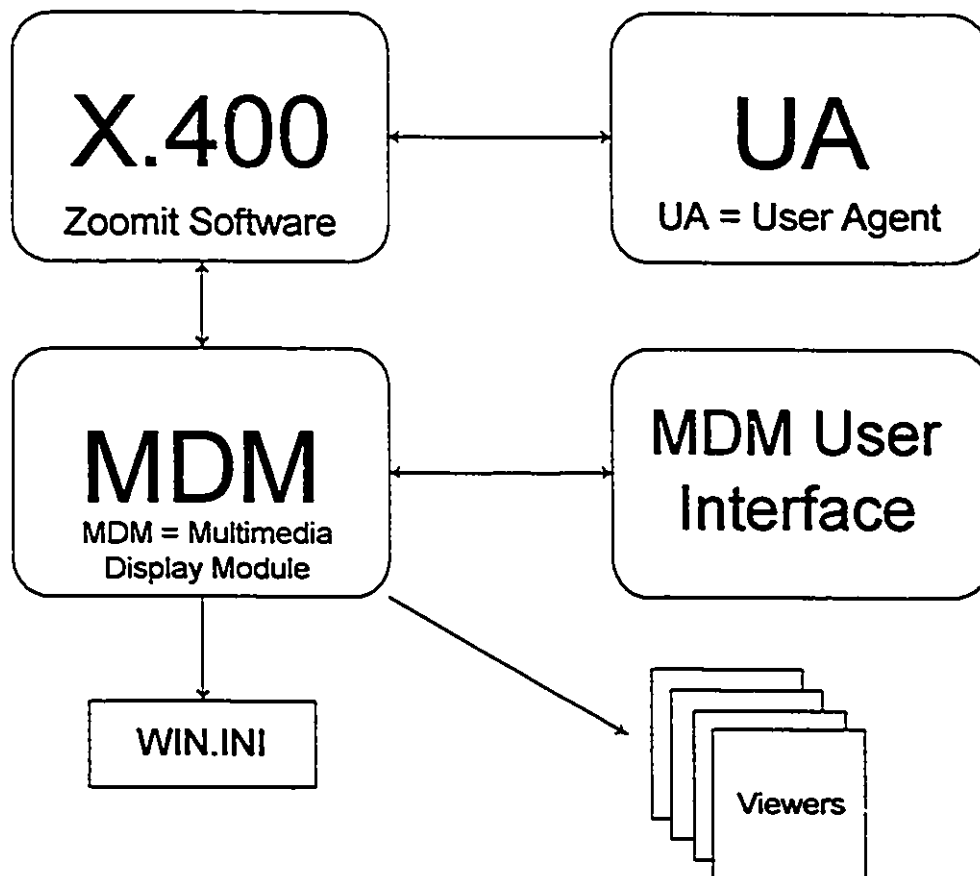 X.400
Zoomit Software
UA
UA = User Agent
MDM
MDM = Multimedia
Display Module
MDM User
Interface
WIN.INI
Viewers